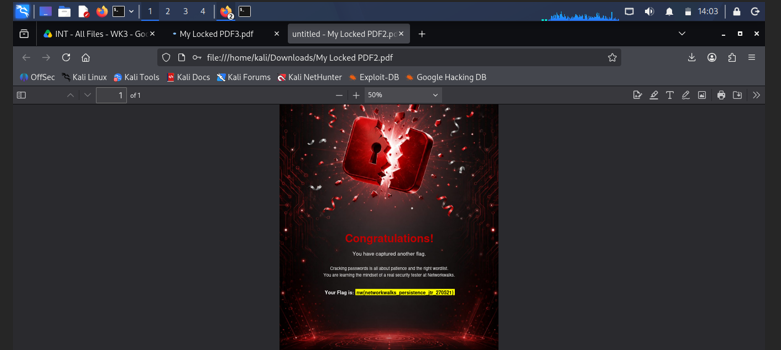 1 2 3 4 2 14:03
INT - All Files - WK3 - Go My Locked PDF3.pdf untitled - My Locked PDF2.p
file:///home/kali/Downloads/My Locked PDF2.pdf
OffSec Kali Linux Kali Tools Kali Docs Kali Forums Kali NetHunter Exploit-DB Google Hacking DB
1 of 1 50%
Congratulations!
You have captured another flag.
Cracking passwords is all about patience and the right wordlist.
You are learning the mindset of a real security tester at Networkwalks.
Your Flag is: nw{networkwalks_persistence_jtr_270521}